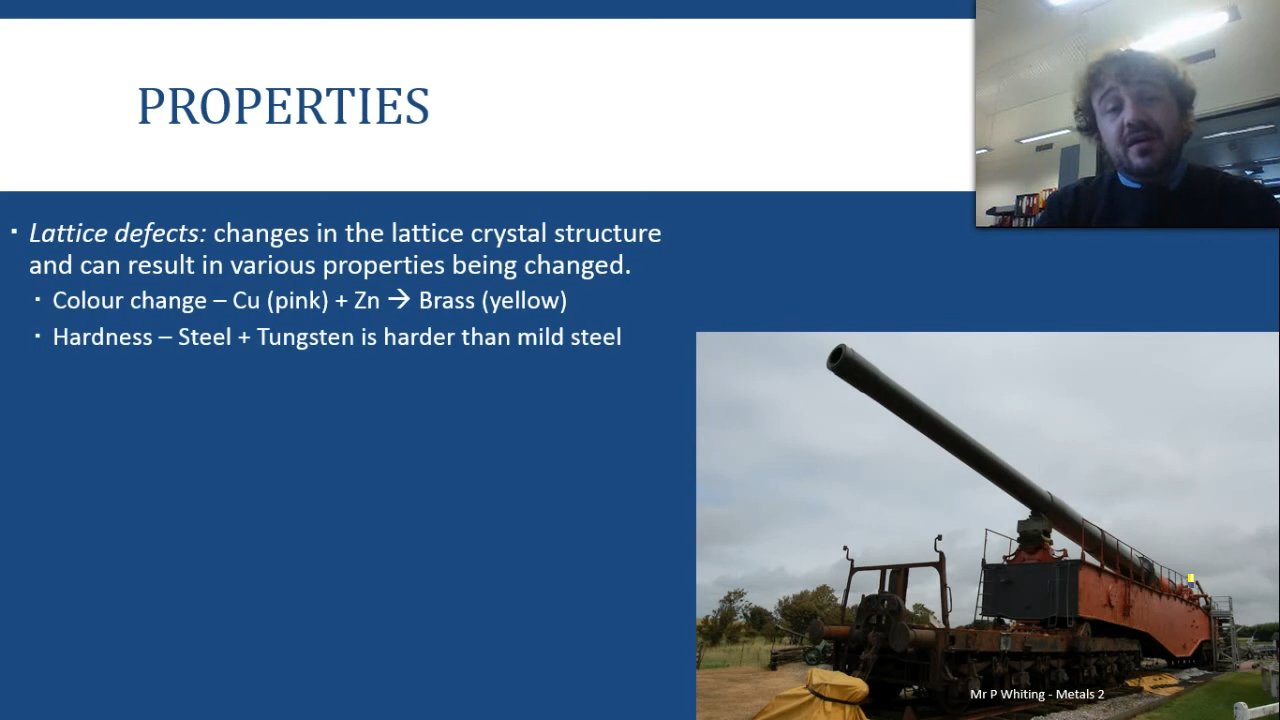 PROPERTIES
▪ Lattice defects: changes in the lattice crystal structure
and can result in various properties being changed.
▪ Colour change – Cu (pink) + Zn → Brass (yellow)
▪ Hardness – Steel + Tungsten is harder than mild steel
Mr P Whiting - Metals 2